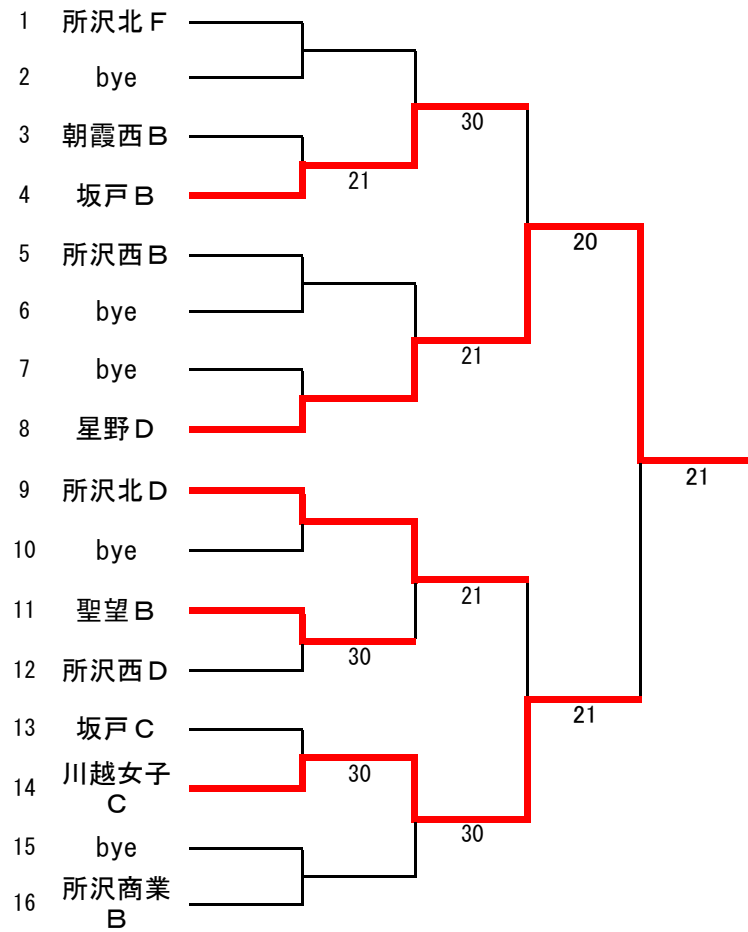 1 所沢北F
2 bye
3 朝霞西B
4 坂戸B
5 所沢西B
6 bye
7 bye
8 星野D
9 所沢北D
10 bye
11 聖望B
12 所沢西D
13 坂戸C
14 川越女子
C
15 bye
16 所沢商業
B
21
30
30
30
21
21
30
20
21
21